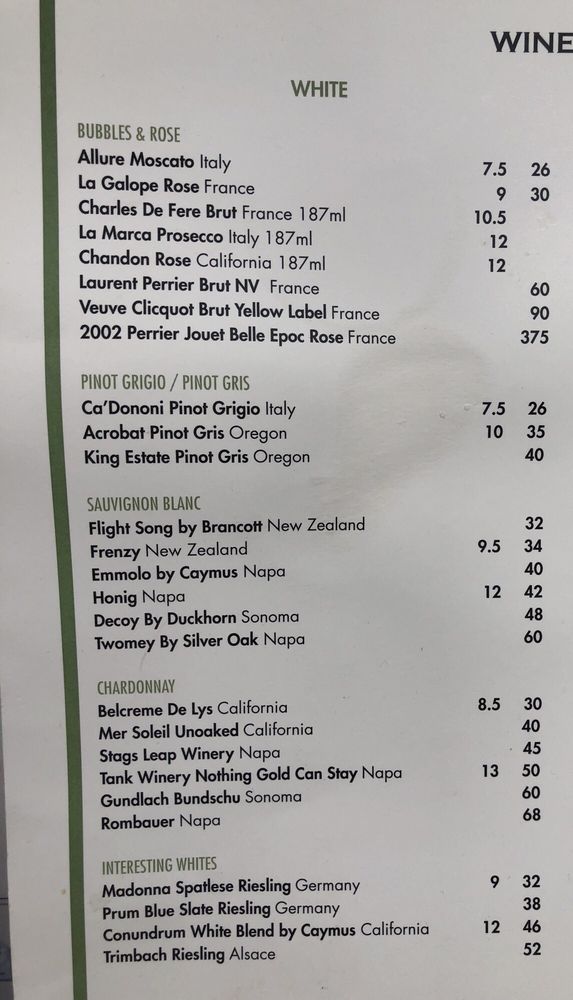 WINE
WHITE
BUBBLES & ROSE
Allure Moscato Italy 7.5 26
La Galope Rose France 9 30
Charles De Fere Brut France 187ml 10.5
La Marca Prosecco Italy 187ml 12
Chandon Rose California 187ml 12
Laurent Perrier Brut NV France 60
Veuve Clicquot Brut Yellow Label France 90
2002 Perrier Jouet Belle Epoc Rose France 375
PINOT GRIGIO / PINOT GRIS
Ca'Dononi Pinot Grigio Italy 7.5 26
Acrobat Pinot Gris Oregon 10 35
King Estate Pinot Gris Oregon 40
SAUVIGNON BLANC
Flight Song by Brancott New Zealand 32
Frenzy New Zealand 9.5 34
Emmolo by Caymus Napa 40
Honig Napa 12 42
Decoy By Duckhorn Sonoma 48
Twomey By Silver Oak Napa 60
CHARDONNAY
Belcreme De Lys California 8.5 30
Mer Soleil Unoaked California 40
Stags Leap Winery Napa 45
Tank Winery Nothing Gold Can Stay Napa 13 50
Gundlach Bundschu Sonoma 60
Rombauer Napa 68
INTERESTING WHITES
Madonna Spatlese Riesling Germany 9 32
Prum Blue Slate Riesling Germany 38
Conundrum White Blend by Caymus California 12 46
Trimbach Riesling Alsace 52